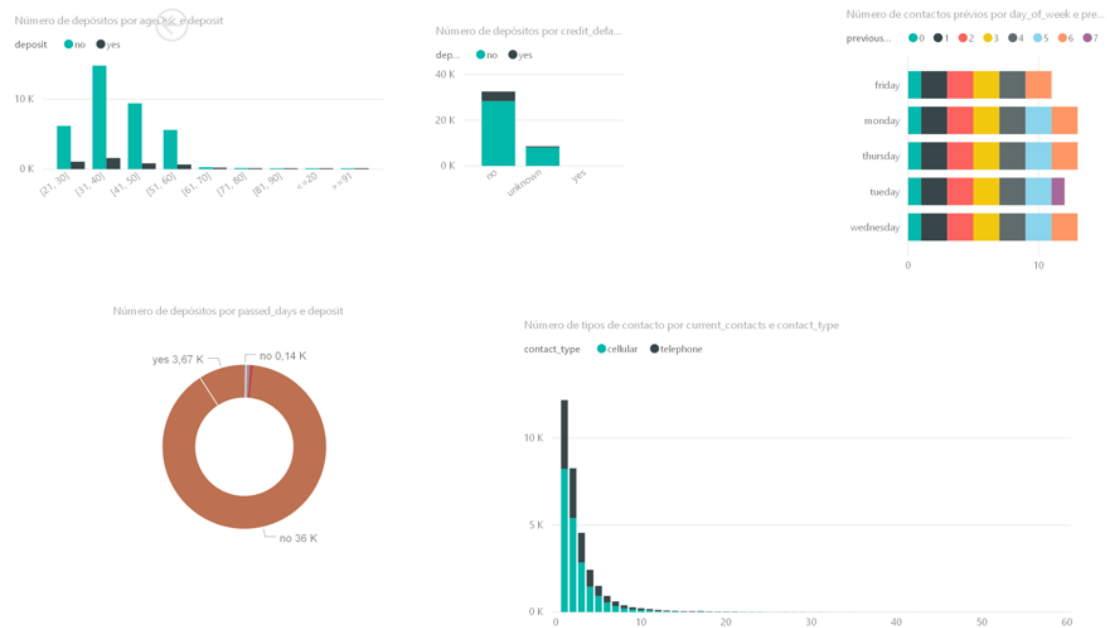 Número de depósitos por age e deposit
deposit no yes
10 K
0 K
[21, 30] [31, 40] [41, 50] [51, 60] [61, 70] [71, 80] [81, 90] <=20 >=91
Número de depósitos por credit_defa...
dep... no yes
40 K
20 K
0 K
no unknown yes
Número de contactos prévios por day_of_week e pre...
previous... 0 1 2 3 4 5 6 7
friday
monday
thursday
tueday
wednesday
0 10
Número de depósitos por passed_days e deposit
yes 3,67 K
no 0,14 K
no 36 K
Número de tipos de contacto por current_contacts e contact_type
contact_type cellular telephone
10 K
5 K
0 K
0 10 20 30 40 50 60